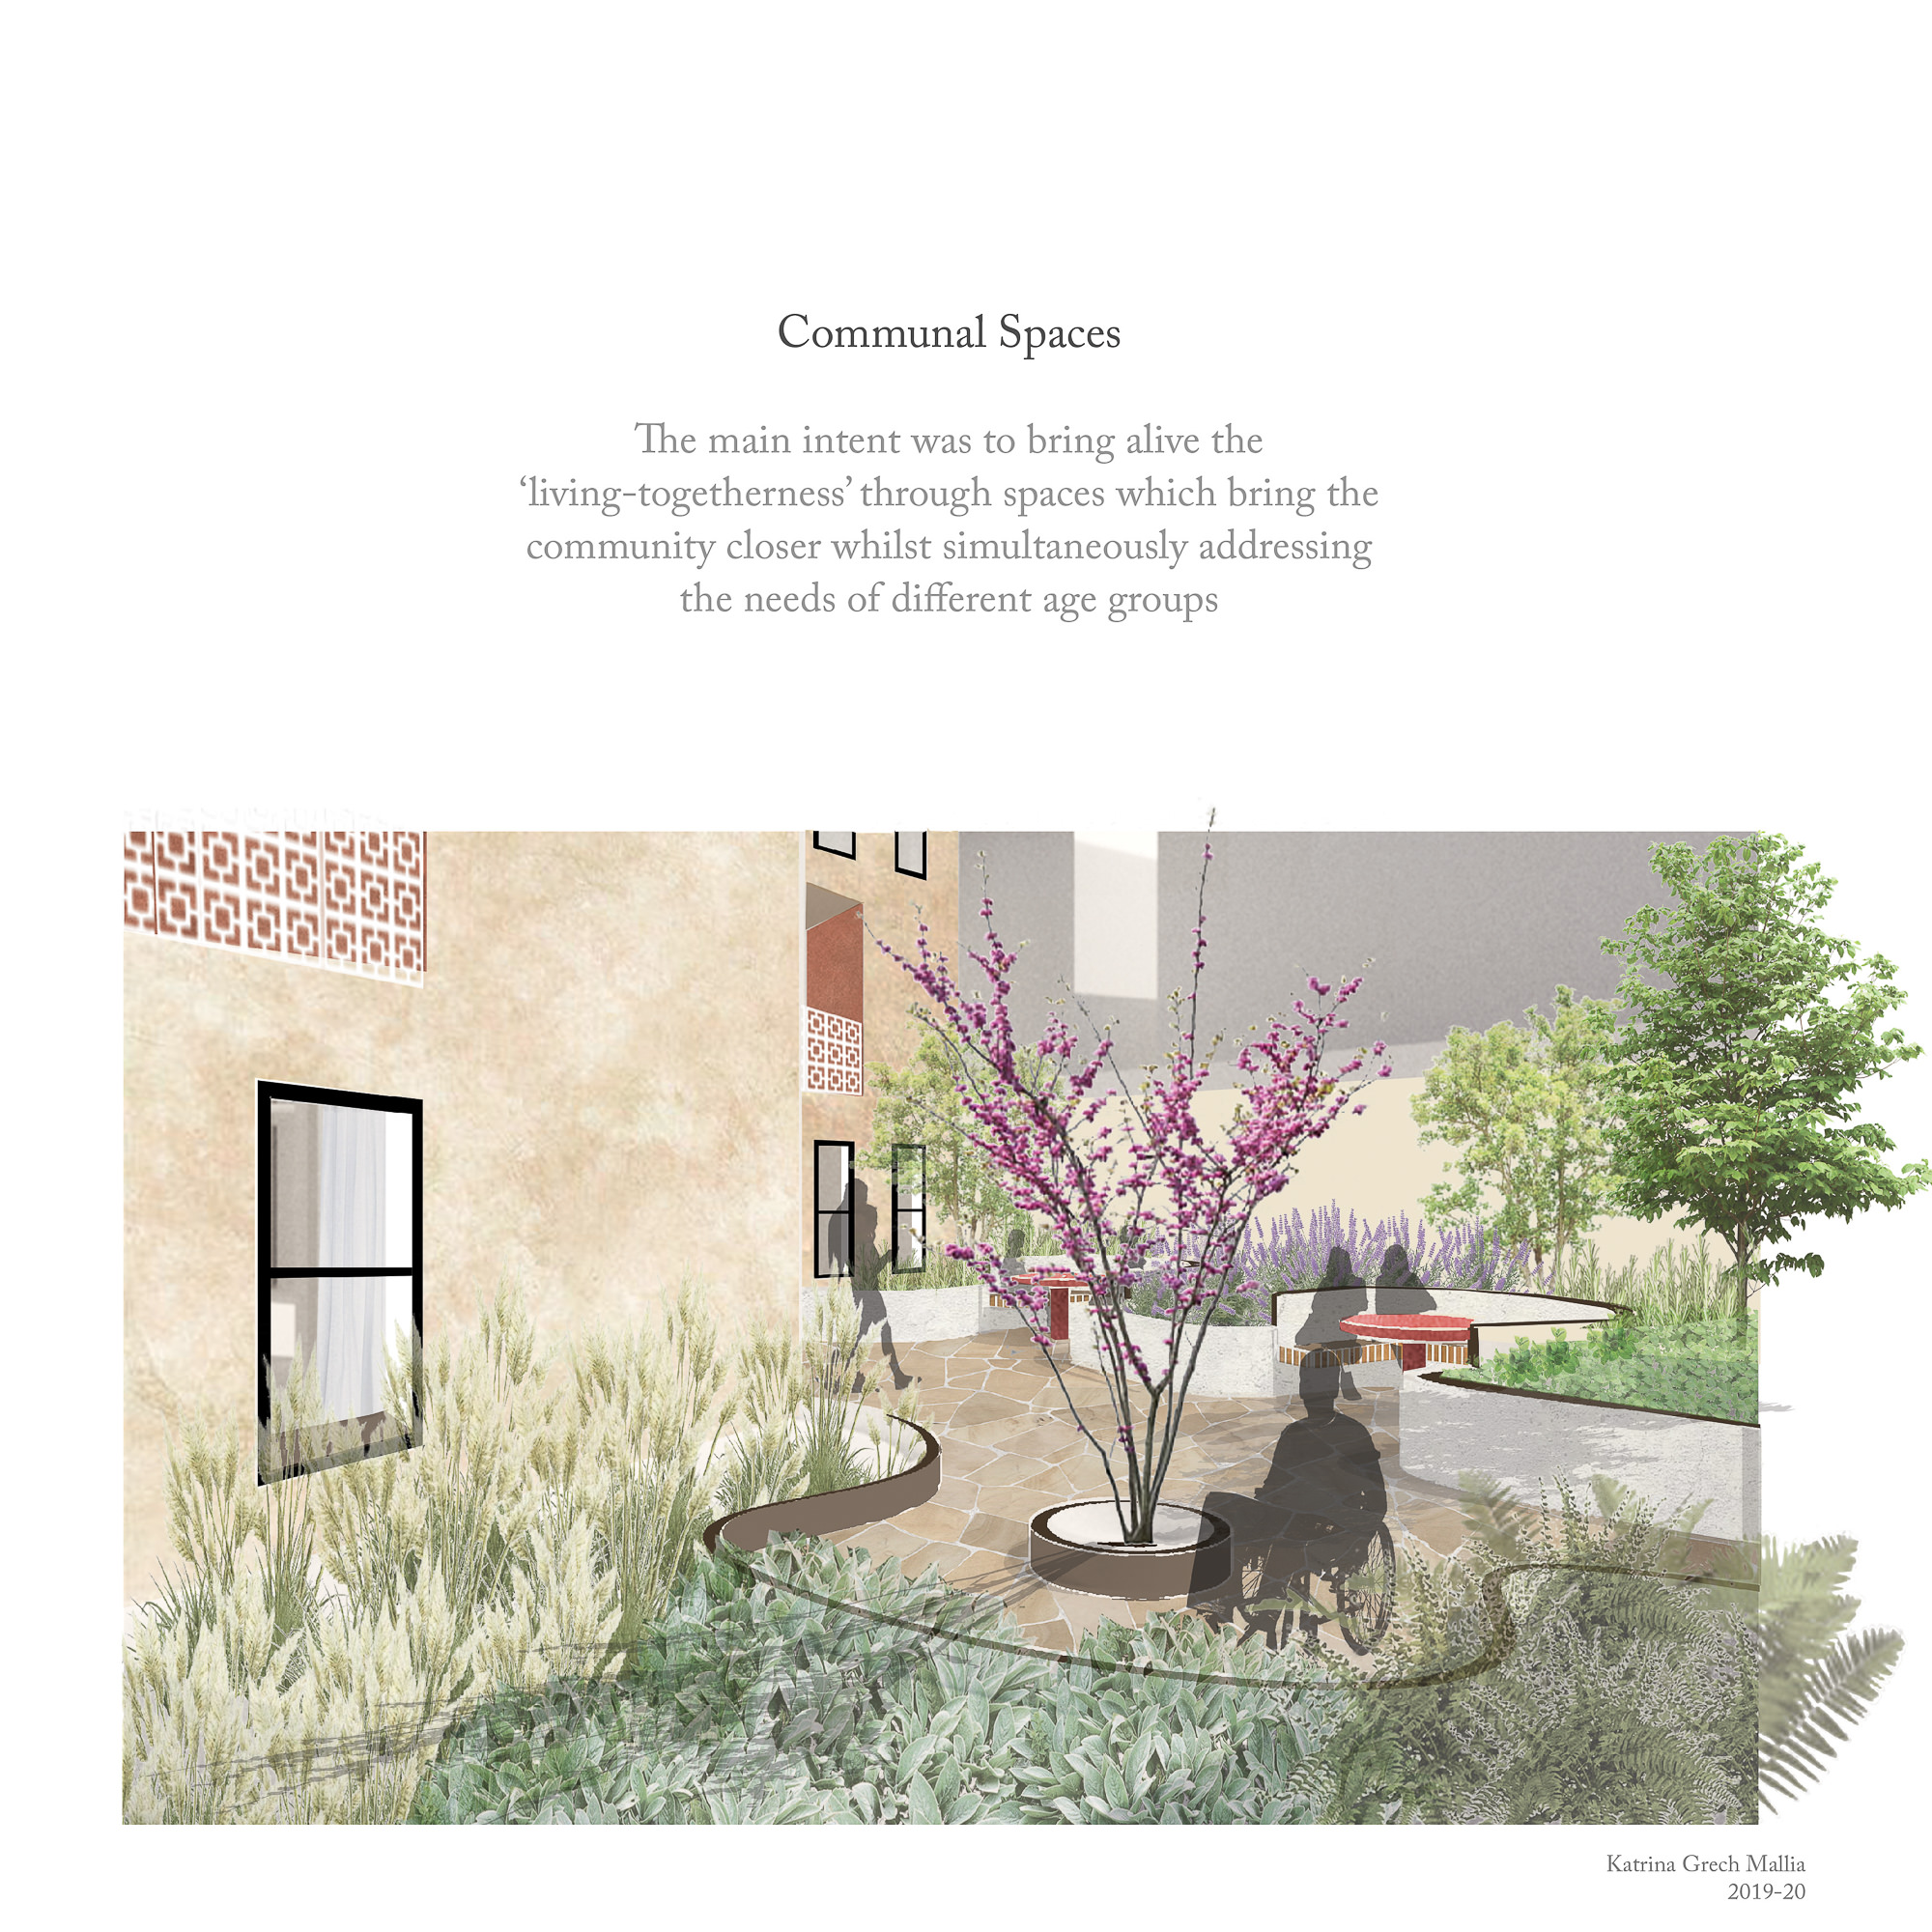 Communal Spaces
The main intent was to bring alive the
‘living-togetherness’ through spaces which bring the
community closer whilst simultaneously addressing
the needs of different age groups
Katrina Grech Mallia
2019-20